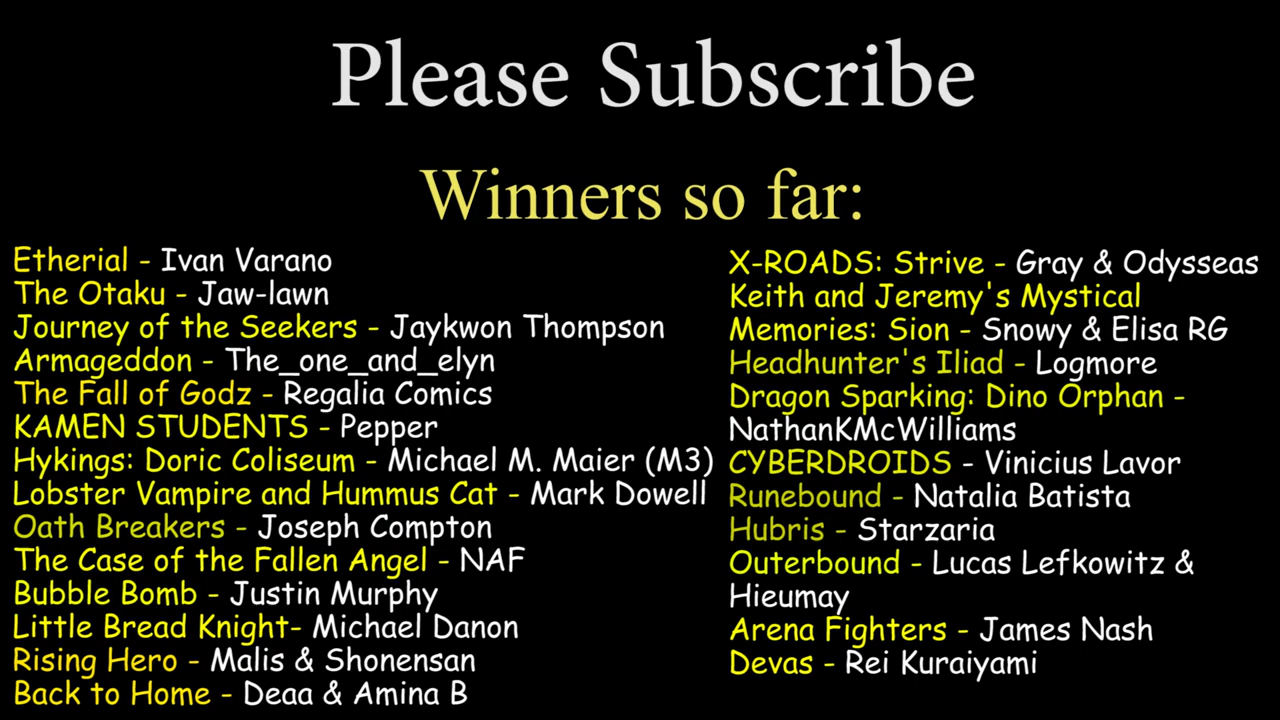 Please Subscribe
Winners so far:
Etherial - Ivan Varano
The Otaku - Jaw-lawn
Journey of the Seekers - Jaykwon Thompson
Armageddon - The_one_and_elyn
The Fall of Godz - Regalia Comics
KAMEN STUDENTS - Pepper
Hykings: Doric Coliseum - Michael M. Maier (M3)
Lobster Vampire and Hummus Cat - Mark Dowell
Oath Breakers - Joseph Compton
The Case of the Fallen Angel - NAF
Bubble Bomb - Justin Murphy
Little Bread Knight- Michael Danon
Rising Hero - Malis & Shonensan
Back to Home - Deaa & Amina B
X-ROADS: Strive - Gray & Odysseas
Keith and Jeremy's Mystical
Memories: Sion - Snowy & Elisa RG
Headhunter's Iliad - Logmore
Dragon Sparking: Dino Orphan -
NathanKMcWilliams
CYBERDROIDS - Vinicius Lavor
Runebound - Natalia Batista
Hubris - Starzaria
Outerbound - Lucas Lefkowitz &
Hieumay
Arena Fighters - James Nash
Devas - Rei Kuraiyami